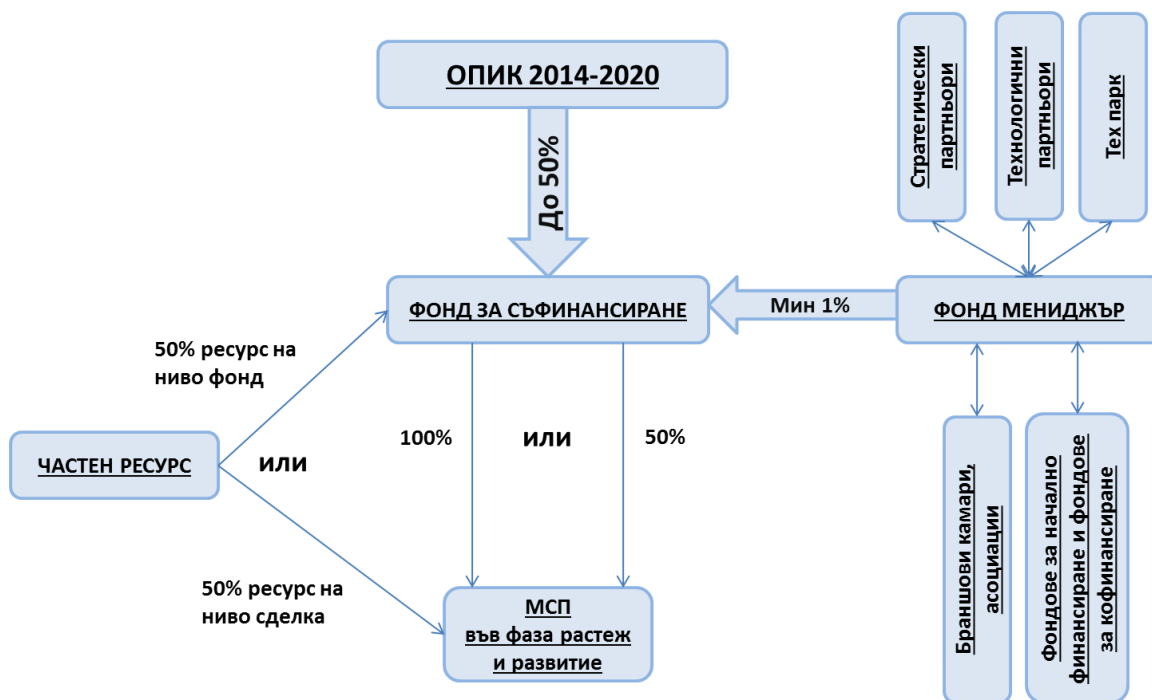 ОПИК 2014-2020
Стратегически
партньори
Технологични
партньори
Тех парк
До 50%
ФОНД ЗА СЪФИНАНСИРАНЕ
Мин 1%
ФОНД МЕНИДЖЪР
50% ресурс на
ниво фонд
100%
или
50%
ЧАСТЕН РЕСУРС
или
50% ресурс на
ниво сделка
МСП
във фаза растеж
и развитие
Браншови камари,
асоциации
Фондове за начално
финансиране и фондове
за кофинансиране